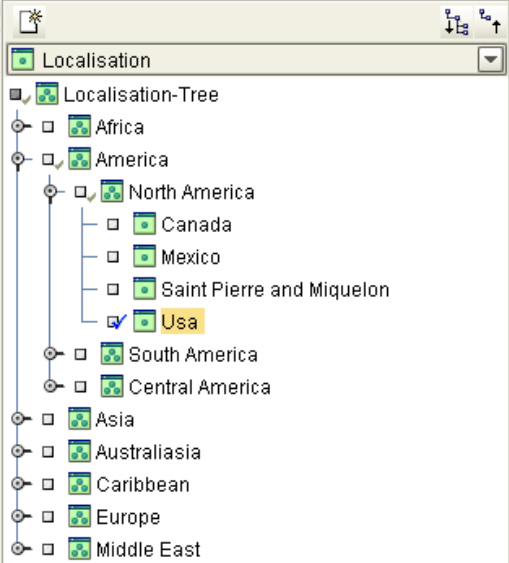 Localisation
Localisation-Tree
Africa
America
North America
Canada
Mexico
Saint Pierre and Miquelon
Usa
South America
Central America
Asia
Australiasia
Caribbean
Europe
Middle East